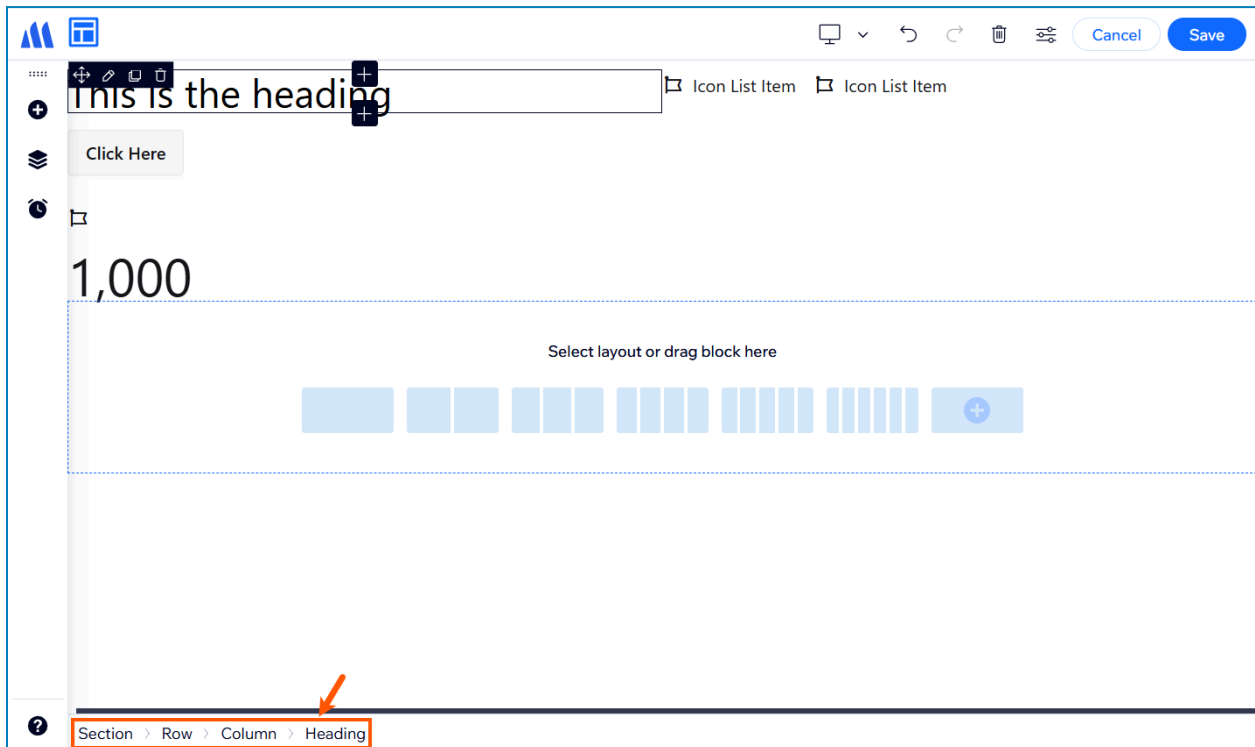 Cancel
Save
This is the heading
Icon List Item
Icon List Item
Click Here
1,000
Select layout or drag block here
Section > Row > Column > Heading